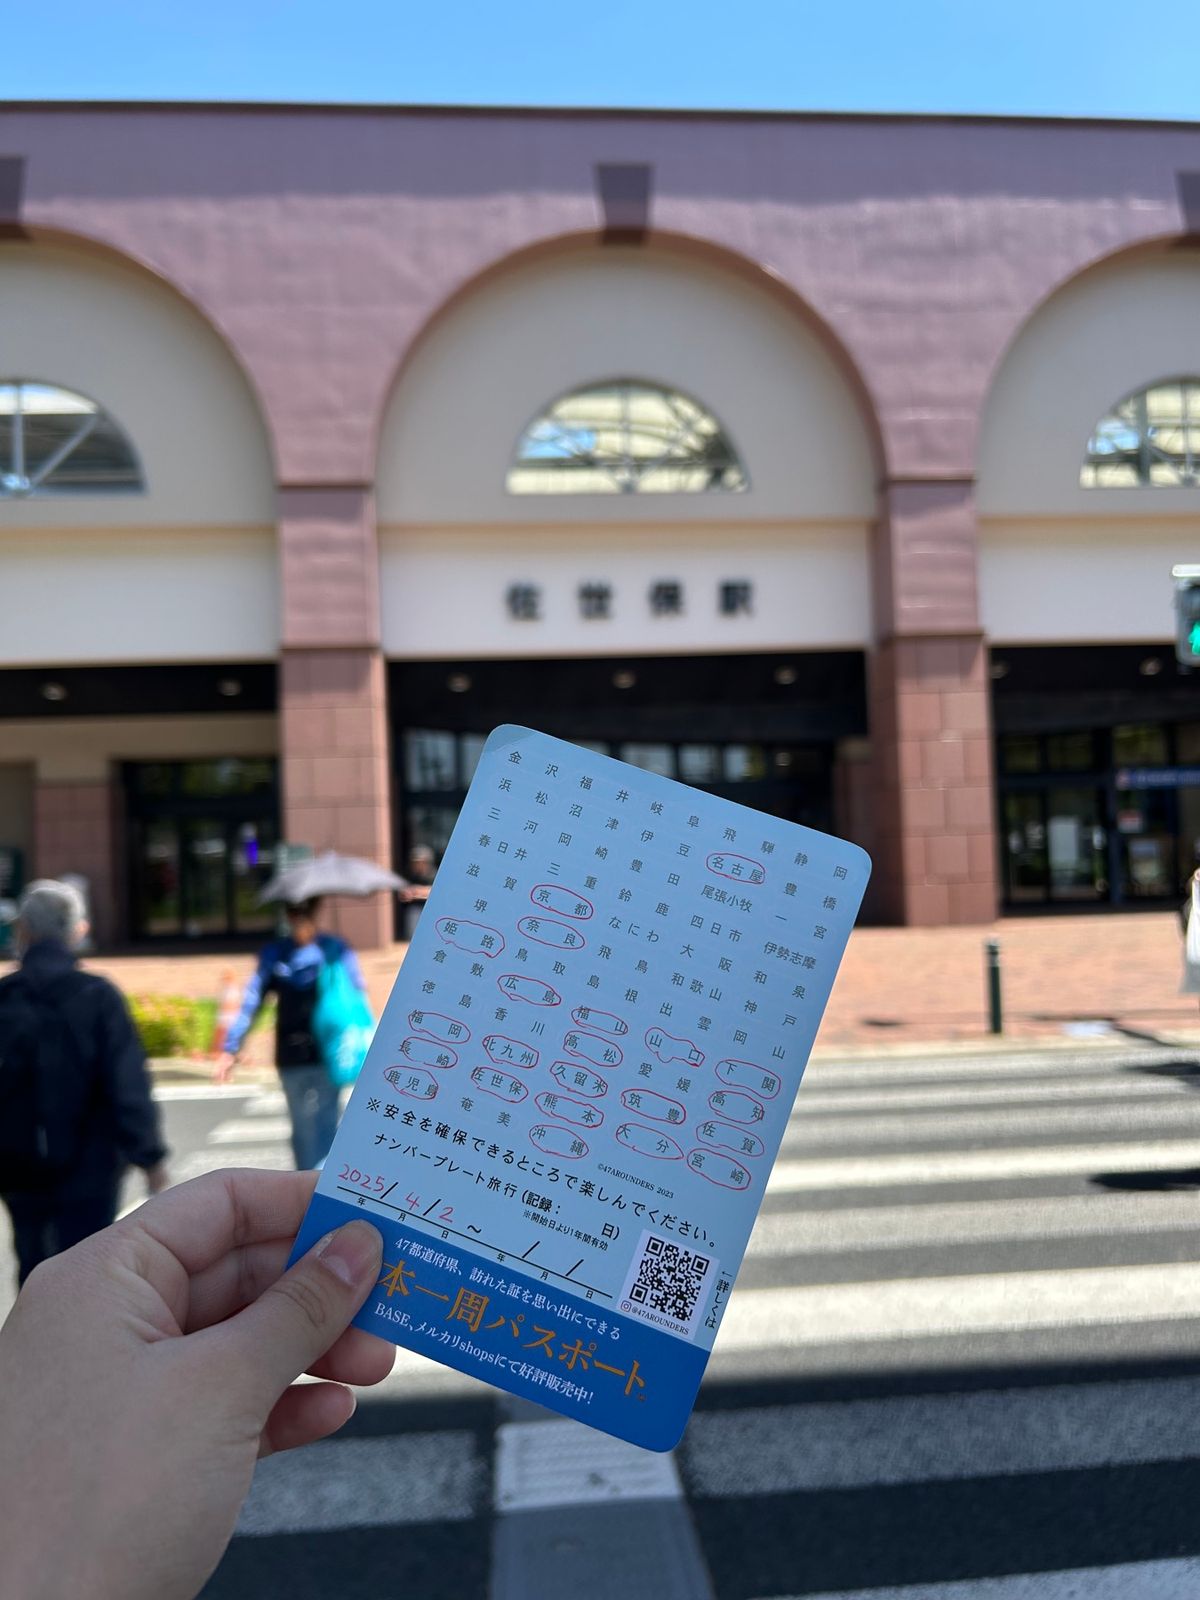 佐世保駅
金沢 福井 岐阜 飛騨 静岡
浜松 沼津 伊豆 名古屋 豊橋
三河 岡崎 豊田 尾張小牧 一宮
春日井 三重 鈴鹿 四日市 伊勢志摩
滋賀 京都 なにわ 大阪 和泉
堺 奈良 飛鳥 和歌山 神戸
姫路 鳥取 島根 出雲 岡山
倉敷 広島 福山 山口 下関
徳島 香川 高松 愛媛 高知
福岡 北九州 久留米 筑豊 佐賀
長崎 佐世保 熊本 大分 宮崎
鹿児島 奄美 沖縄
©47AROUNDERS 2023
※安全を確保できるところで楽しんでください。
ナンバープレート旅行 (記録: 日)
※開始日より1年間有効
2025/4/2 ~ / /
年 月 日 年 月 日
←詳しくは
@47AROUNDERS
47都道府県、訪れた証を思い出にできる
本一周パスポート
BASE、メルカリshopsにて好評販売中!